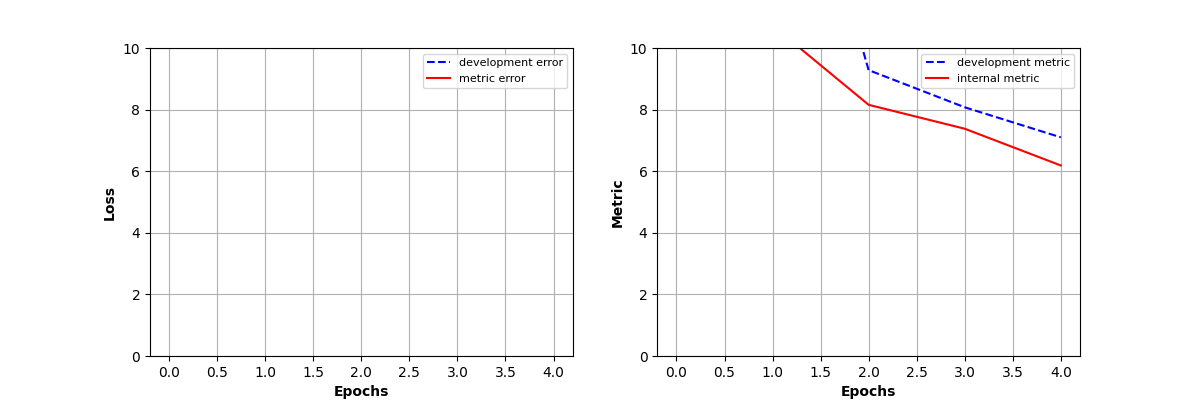 10
8
6
4
2
0
Loss
development error
metric error
0.0 0.5 1.0 1.5 2.0 2.5 3.0 3.5 4.0
Epochs
10
8
6
4
2
0
Metric
development metric
internal metric
0.0 0.5 1.0 1.5 2.0 2.5 3.0 3.5 4.0
Epochs